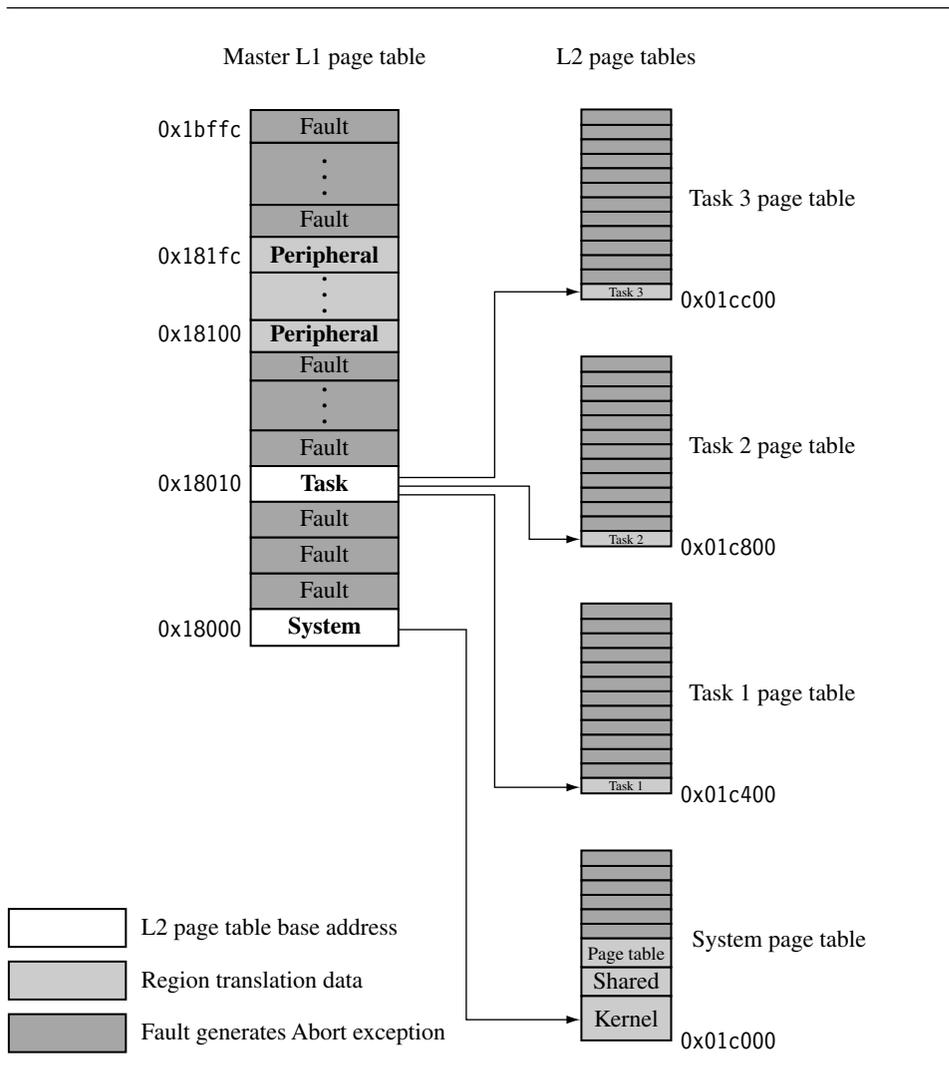 Master L1 page table
L2 page tables
0x1bffc
Fault
Fault
0x181fc
Peripheral
0x18100
Peripheral
Fault
Fault
0x18010
Task
Fault
Fault
Fault
0x18000
System
Task 3 page table
Task 3
0x01cc00
Task 2 page table
Task 2
0x01c800
Task 1 page table
Task 1
0x01c400
System page table
Page table
Shared
Kernel
0x01c000
L2 page table base address
Region translation data
Fault generates Abort exception